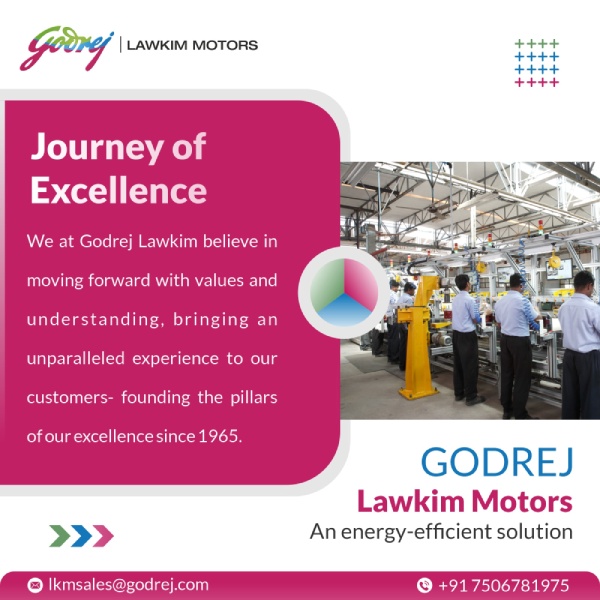 Godrej | LAWKIM MOTORS
Journey of
Excellence
We at Godrej Lawkim believe in
moving forward with values and
understanding, bringing an
unparalleled experience to our
customers- founding the pillars
of our excellence since 1965.
GODREJ
Lawkim Motors
An energy-efficient solution
lkmsales@godrej.com
+91 7506781975